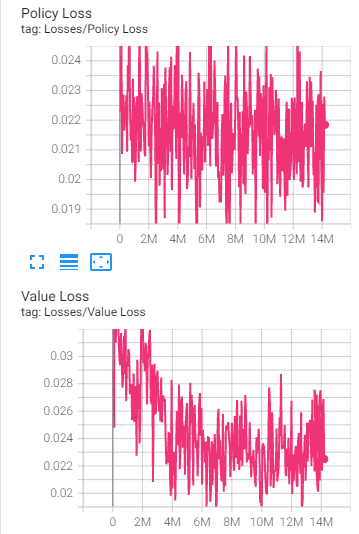 Policy Loss
tag: Losses/Policy Loss
0.024
0.023
0.022
0.021
0.02
0.019
0 2M 4M 6M 8M 10M 12M 14M
Value Loss
tag: Losses/Value Loss
0.03
0.028
0.026
0.024
0.022
0.02
0 2M 4M 6M 8M 10M 12M 14M